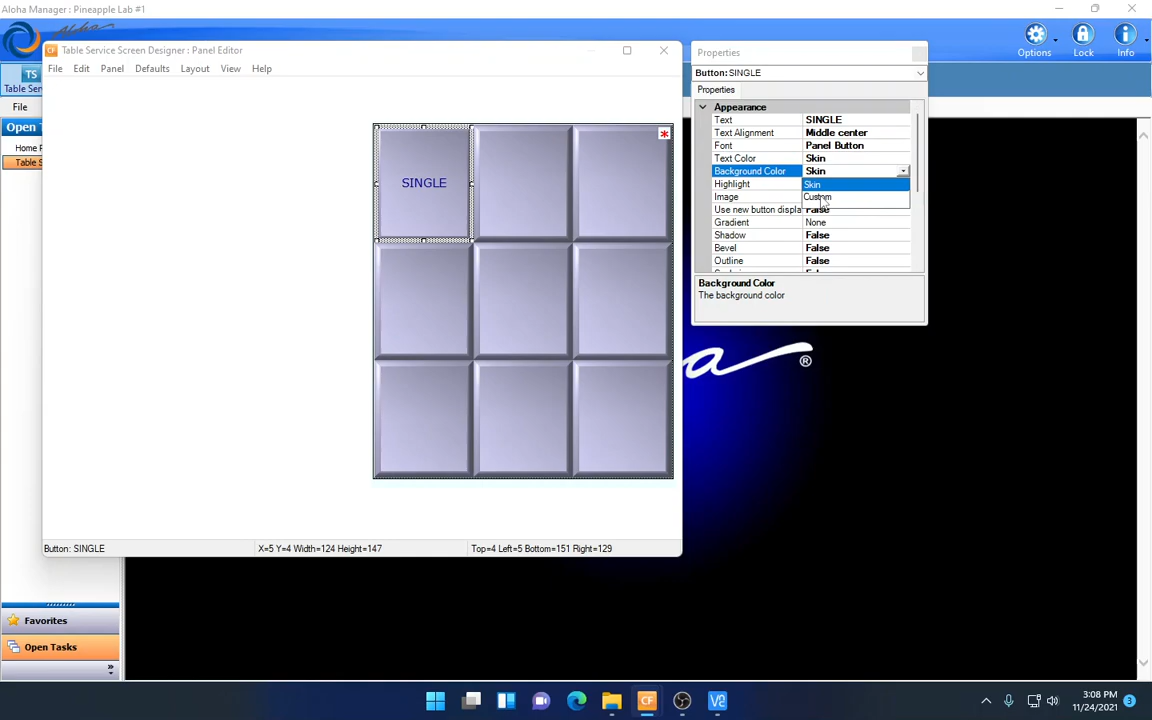 Aloha Manager : Pineapple Lab #1
Options
Lock
Info
TS
Table Ser
File
Open T
Home F
Table S
CF Table Service Screen Designer : Panel Editor
File Edit Panel Defaults Layout View Help
SINGLE
Button: SINGLE
X=5 Y=4 Width=124 Height=147
Top=4 Left=5 Bottom=151 Right=129
Properties
Button: SINGLE
Properties
Appearance
Text SINGLE
Text Alignment Middle center
Font Panel Button
Text Color Skin
Background Color Skin
Highlight Skin
Image Custom
Use new button displa False
Gradient None
Shadow False
Bevel False
Outline False
Background Color
The background color
®
Favorites
Open Tasks
CF
3:08 PM
11/24/2021
3